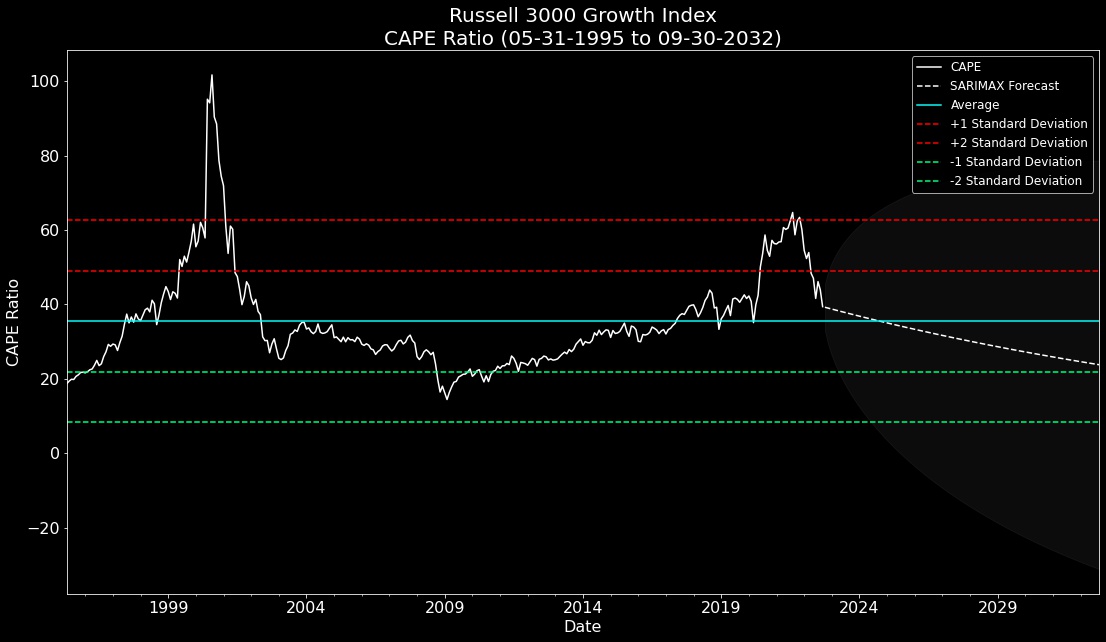 Russell 3000 Growth Index
CAPE Ratio (05-31-1995 to 09-30-2032)
CAPE
SARIMAX Forecast
Average
+1 Standard Deviation
+2 Standard Deviation
-1 Standard Deviation
-2 Standard Deviation
CAPE Ratio
100
80
60
40
20
0
−20
1999
2004
2009
2014
2019
2024
2029
Date